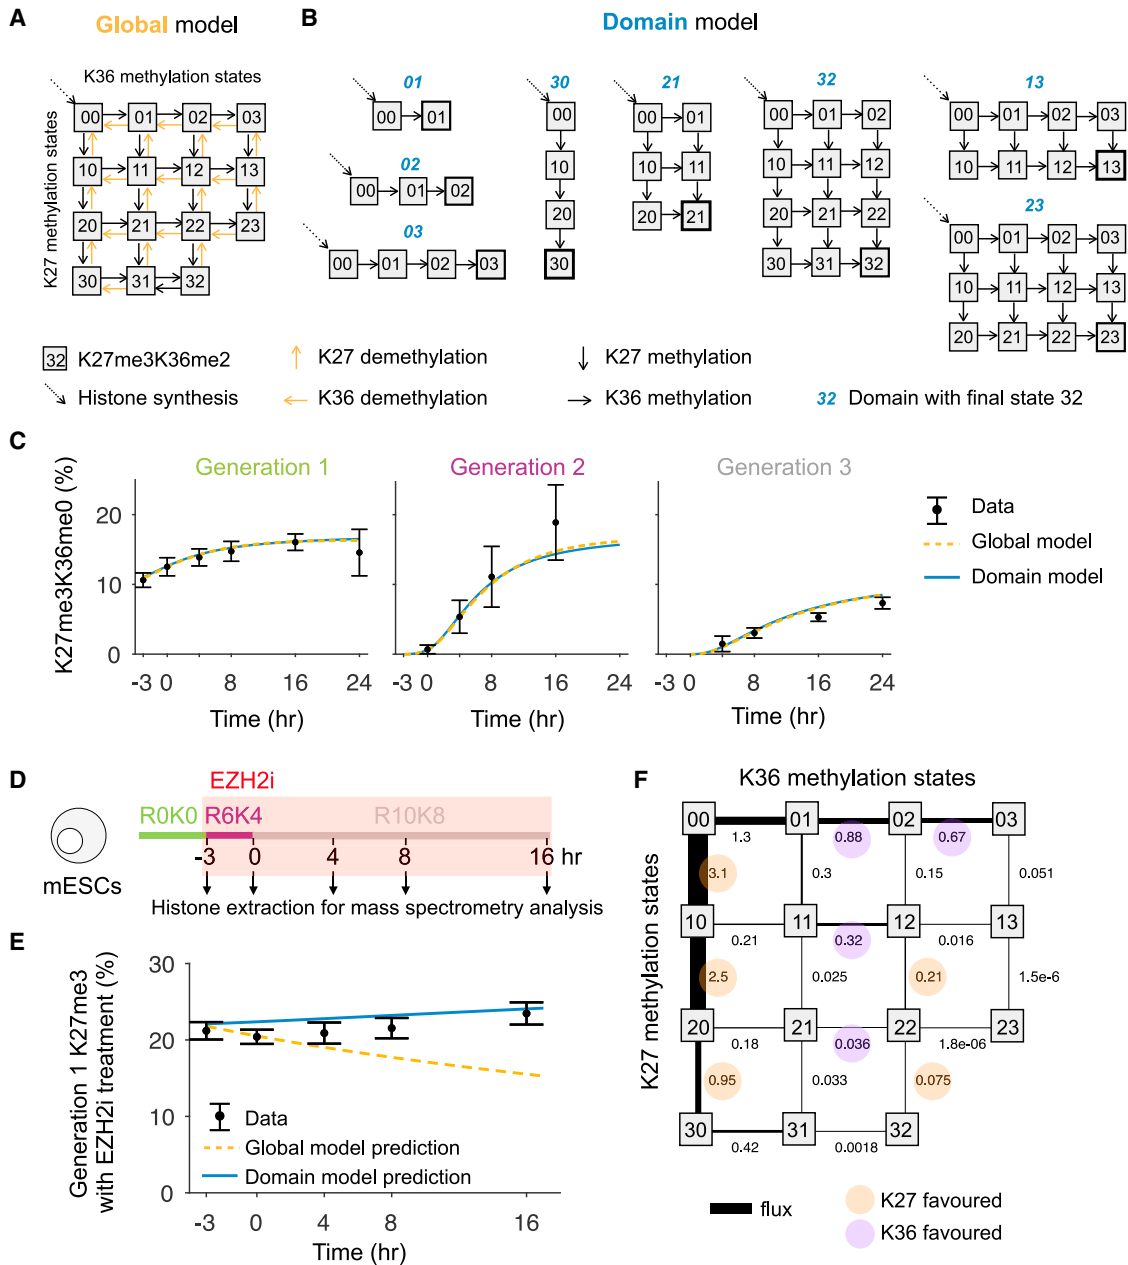 A
Global model
K36 methylation states
K27 methylation states
00 01 02 03
10 11 12 13
20 21 22 23
30 31 32
B
Domain model
01
00 01
02
00 01 02
03
00 01 02 03
30
00
10
20
30
21
00 01
10 11
20 21
32
00 01 02
10 11 12
20 21 22
30 31 32
13
00 01 02 03
10 11 12 13
23
00 01 02 03
10 11 12 13
20 21 22 23
32 K27me3K36me2
Histone synthesis
K27 demethylation
K36 demethylation
K27 methylation
K36 methylation
32 Domain with final state 32
C
K27me3K36me0 (%)
Generation 1
Generation 2
Generation 3
20
10
0
-3 0 8 16 24
-3 0 8 16 24
-3 0 8 16 24
Time (hr)
Time (hr)
Time (hr)
Data
Global model
Domain model
D
EZH2i
R0K0 R6K4 R10K8
mESCs
-3 0 4 8 16 hr
Histone extraction for mass spectrometry analysis
E
Generation 1 K27me3
with EZH2i treatment (%)
30
20
10
0
Data
Global model prediction
Domain model prediction
-3 0 4 8 16
Time (hr)
F
K36 methylation states
K27 methylation states
00 01 02 03
1.3 0.88 0.67
3.1 0.3 0.15 0.051
10 11 12 13
0.21 0.32 0.016
2.5 0.025 0.21 1.5e-6
20 21 22 23
0.18 0.036 1.8e-06
0.95 0.033 0.075
30 31 32
0.42 0.0018
flux
K27 favoured
K36 favoured